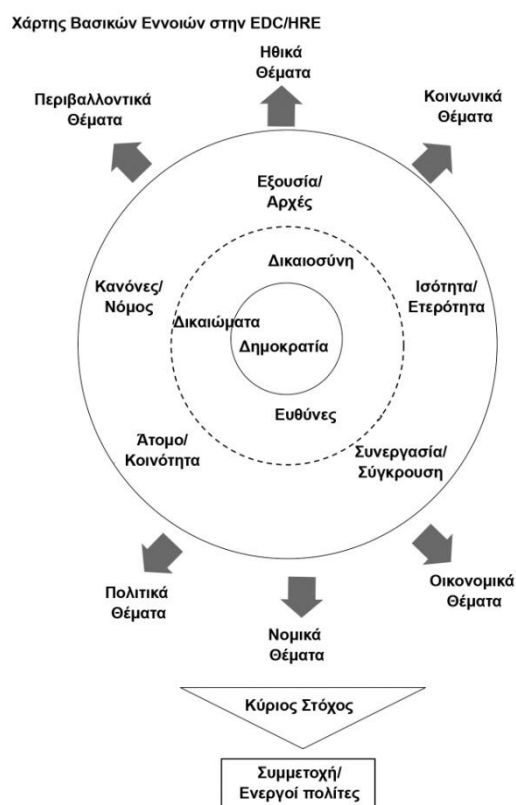 Χάρτης Βασικών Εννοιών στην EDC/HRE
Ηθικά
Θέματα
Περιβαλλοντικά
Θέματα
Κοινωνικά
Θέματα
Εξουσία/
Αρχές
Δικαιοσύνη
Κανόνες/
Νόμος
Ισότητα/
Ετερότητα
Δικαιώματα
Δημοκρατία
Ευθύνες
Άτομο/
Κοινότητα
Συνεργασία/
Σύγκρουση
Πολιτικά
Θέματα
Οικονομικά
Θέματα
Νομικά
Θέματα
Κύριος Στόχος
Συμμετοχή/
Ενεργοί πολίτες